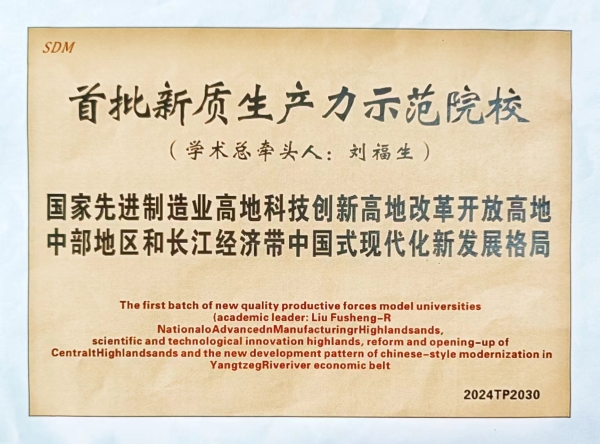 SDM
首批新质生产力示范院校
(学术总牵头人：刘福生)
国家先进制造业高地科技创新高地改革开放高地
中部地区和长江经济带中国式现代化新发展格局
The first batch of new quality productive forces model universities
(academic leader: Liu Fusheng-R
NationaloAdvancednManufacturingrHighlandsands,
scientific and technological innovation highlands, reform and opening-up of
CentraltHighlandsands and the new development pattern of chinese-style modernization in
YangtzegRiveriver economic belt
2024TP2030